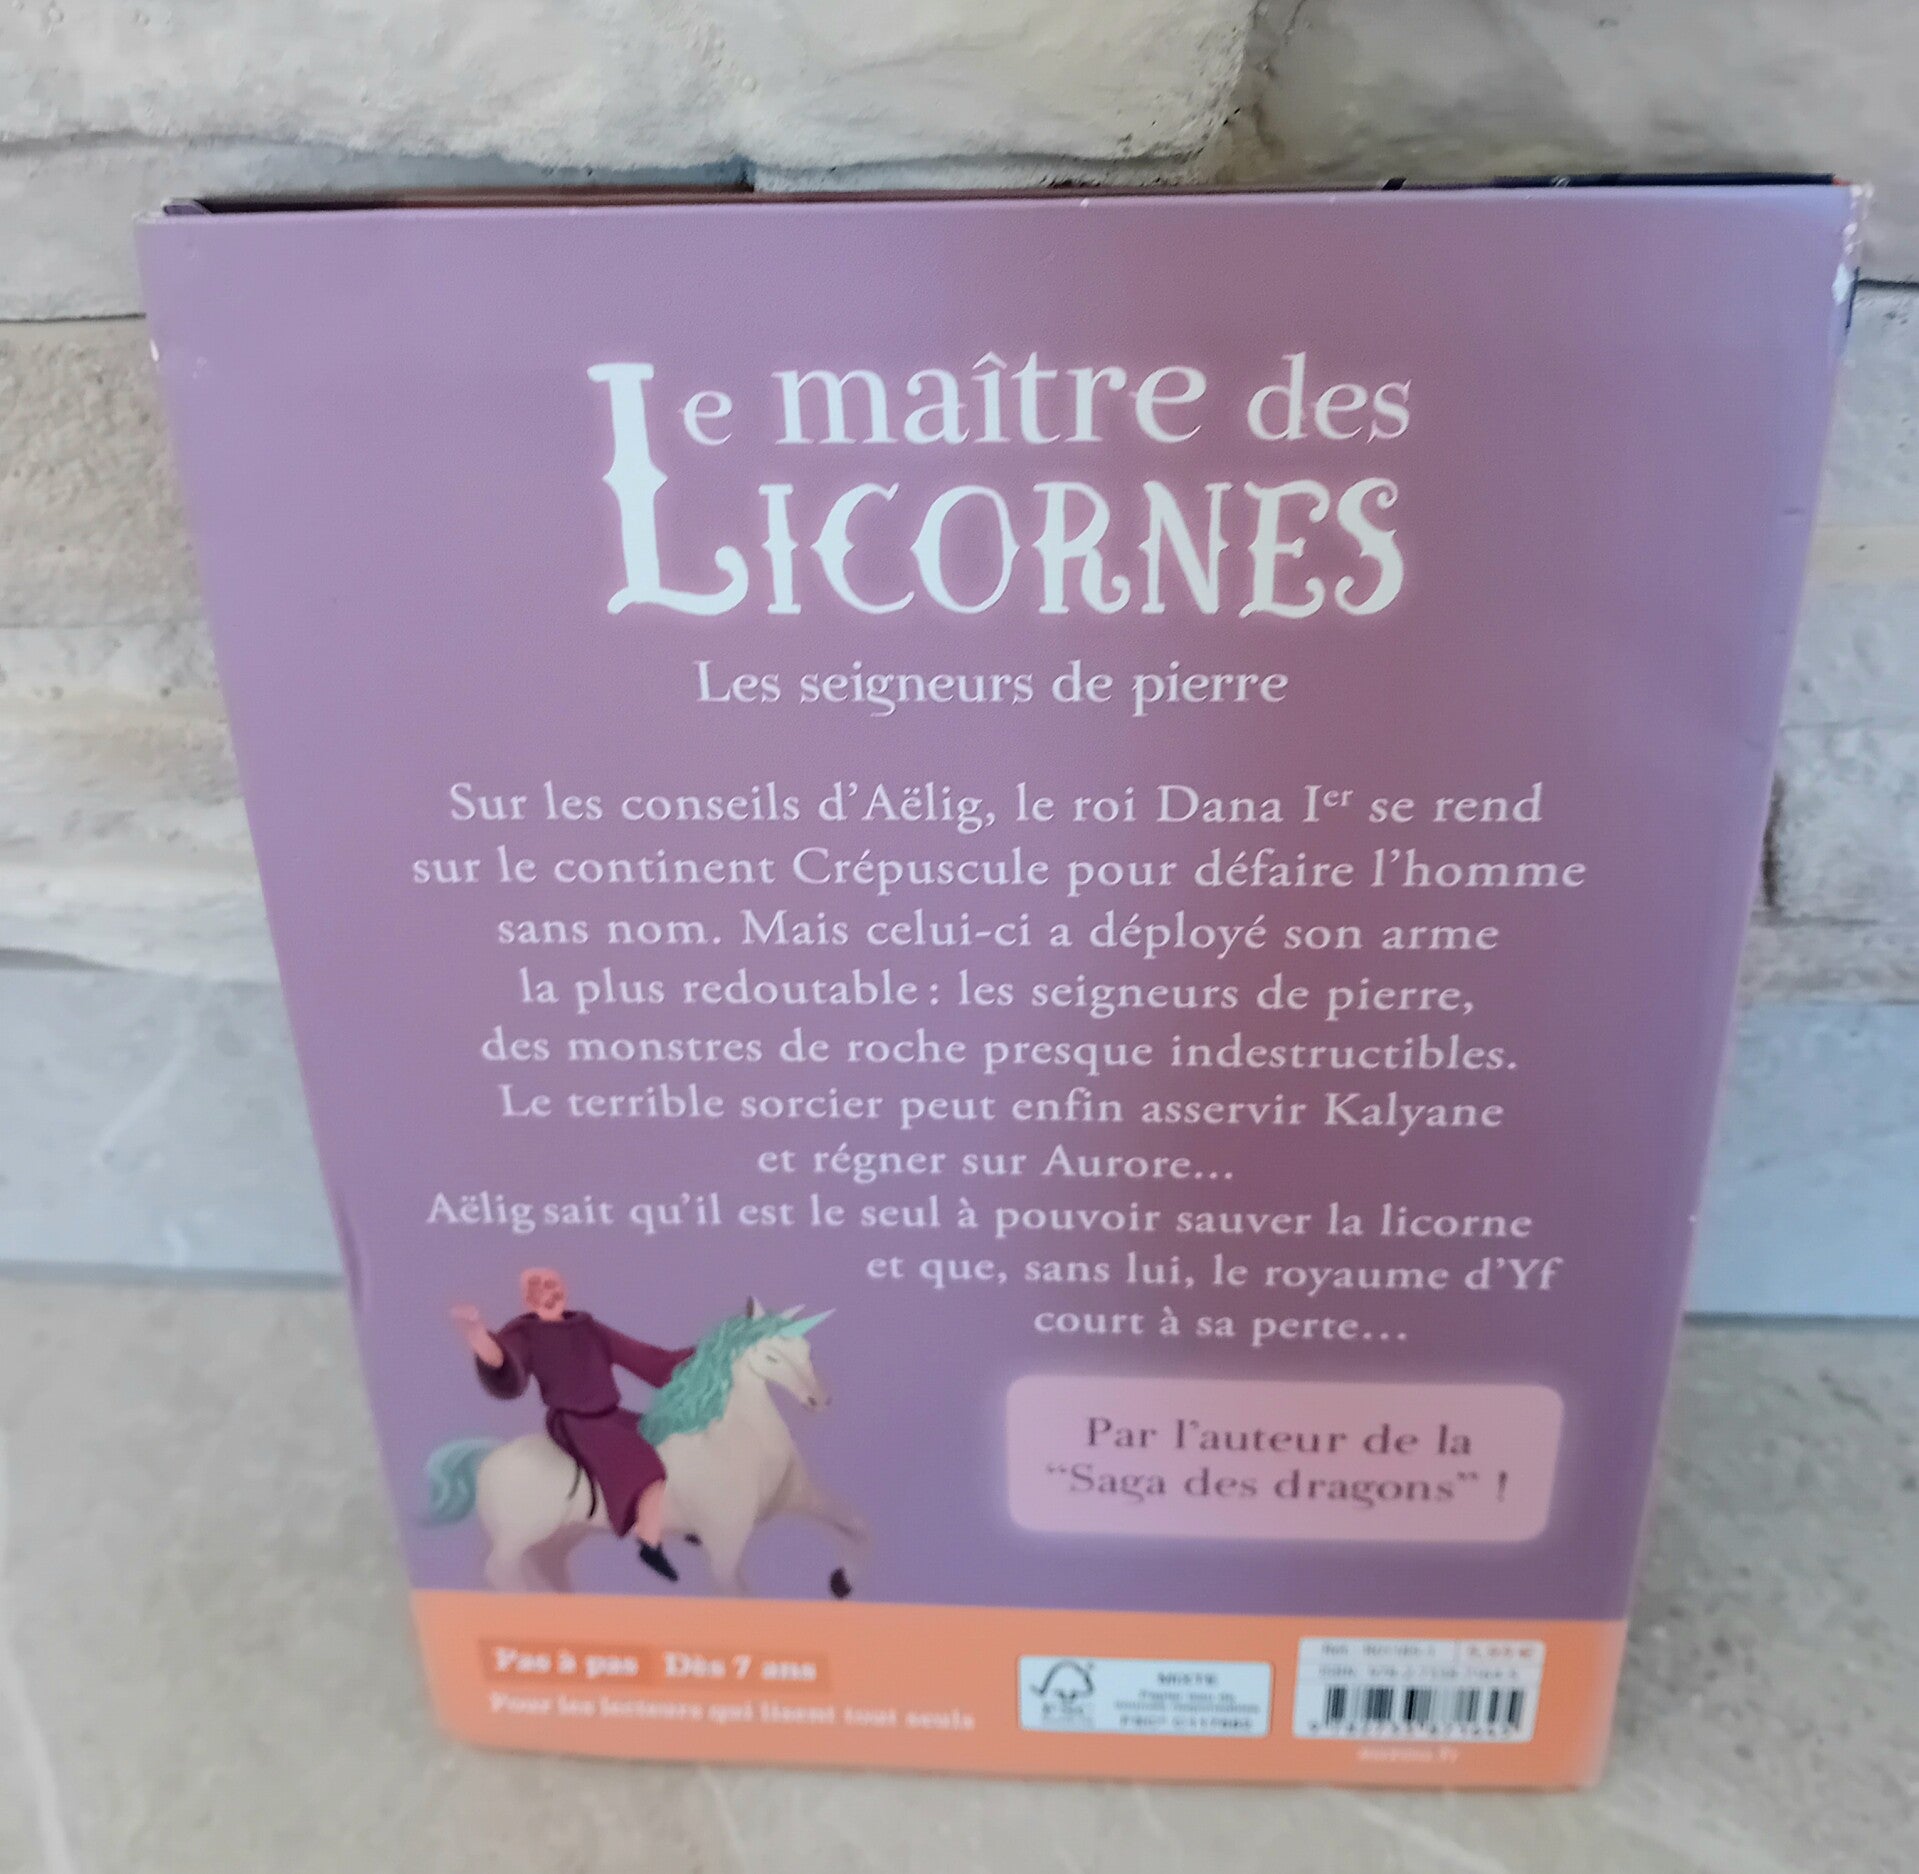 Le maître des
LICORNES
Les seigneurs de pierre
Sur les conseils d'Aëlig, le roi Dana Ier se rend
sur le continent Crépuscule pour défaire l'homme
sans nom. Mais celui-ci a déployé son arme
la plus redoutable : les seigneurs de pierre,
des monstres de roche presque indestructibles.
Le terrible sorcier peut enfin asservir Kalyane
et régner sur Aurore...
Aëlig sait qu'il est le seul à pouvoir sauver la licorne
et que, sans lui, le royaume d'Yf
court à sa perte...
Par l'auteur de la
"Saga des dragons" !
Pas à pas Dès 7 ans
Pour les lecteurs qui lisent tout seuls
FSC
MIXTE